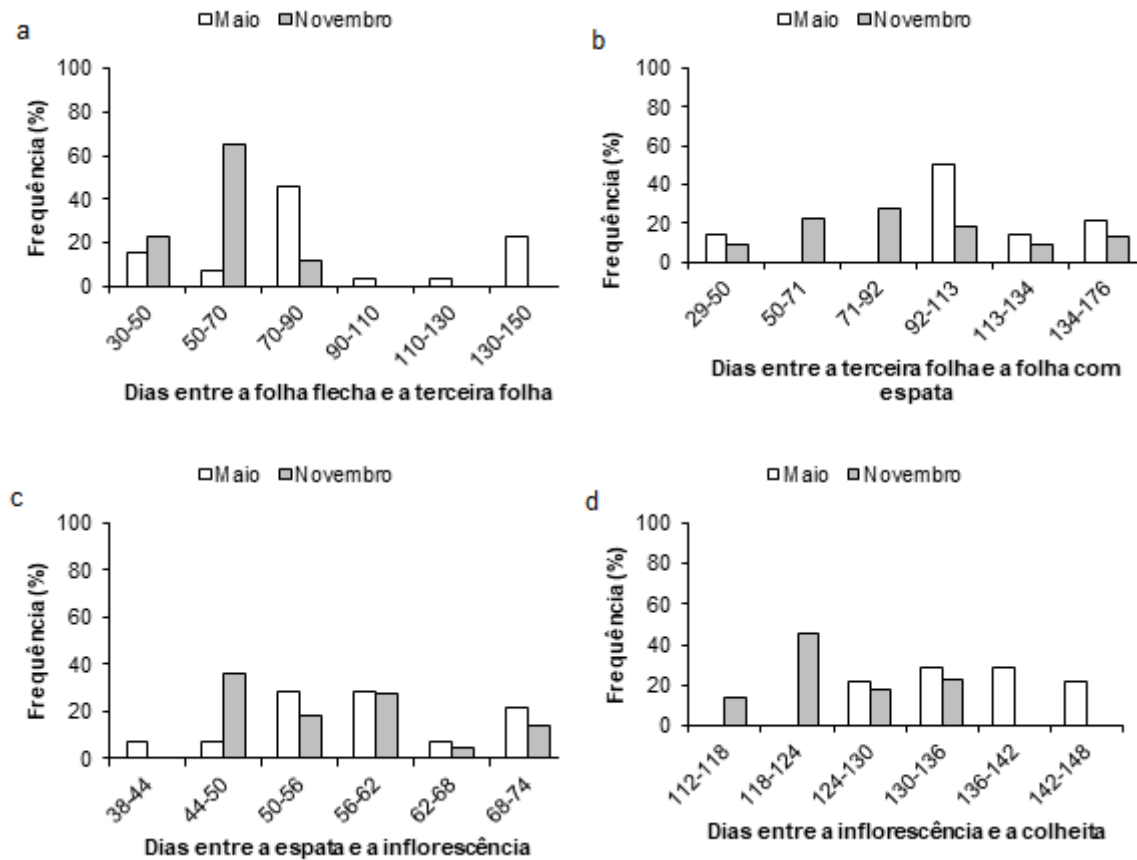 a
Maio Novembro
Frequência (%)
100
80
60
40
20
0
30-50
50-70
70-90
90-110
110-130
130-150
Dias entre a folha flecha e a terceira folha
b
Maio Novembro
Frequência (%)
100
80
60
40
20
0
29-50
50-71
71-92
92-113
113-134
134-176
Dias entre a terceira folha e a folha com
espata
c
Maio Novembro
Frequência (%)
100
80
60
40
20
0
38-44
44-50
50-56
56-62
62-68
68-74
Dias entre a espata e a inflorescência
d
Maio Novembro
Frequência (%)
100
80
60
40
20
0
112-118
118-124
124-130
130-136
136-142
142-148
Dias entre a inflorescência e a colheita